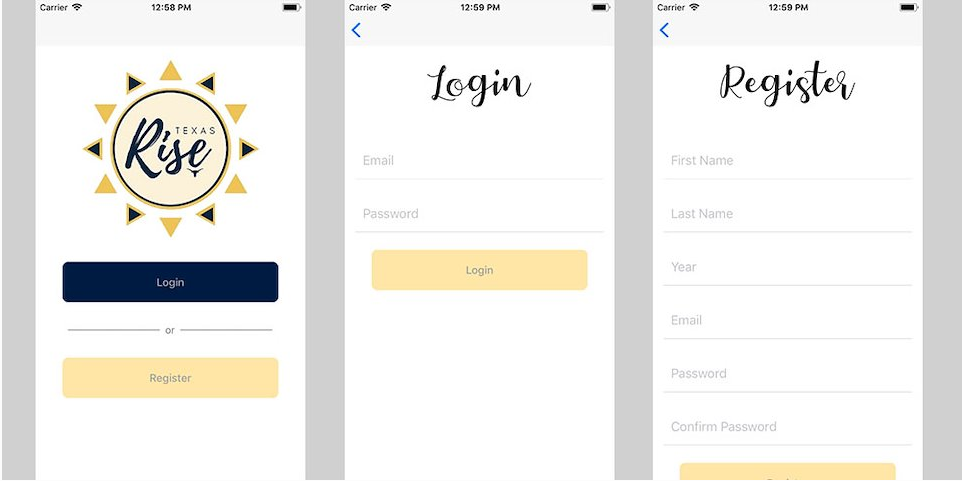 Carrier 12:58 PM
TEXAS
Rise
Login
or
Register
Carrier 12:59 PM
Login
Email
Password
Login
Carrier 12:59 PM
Register
First Name
Last Name
Year
Email
Password
Confirm Password